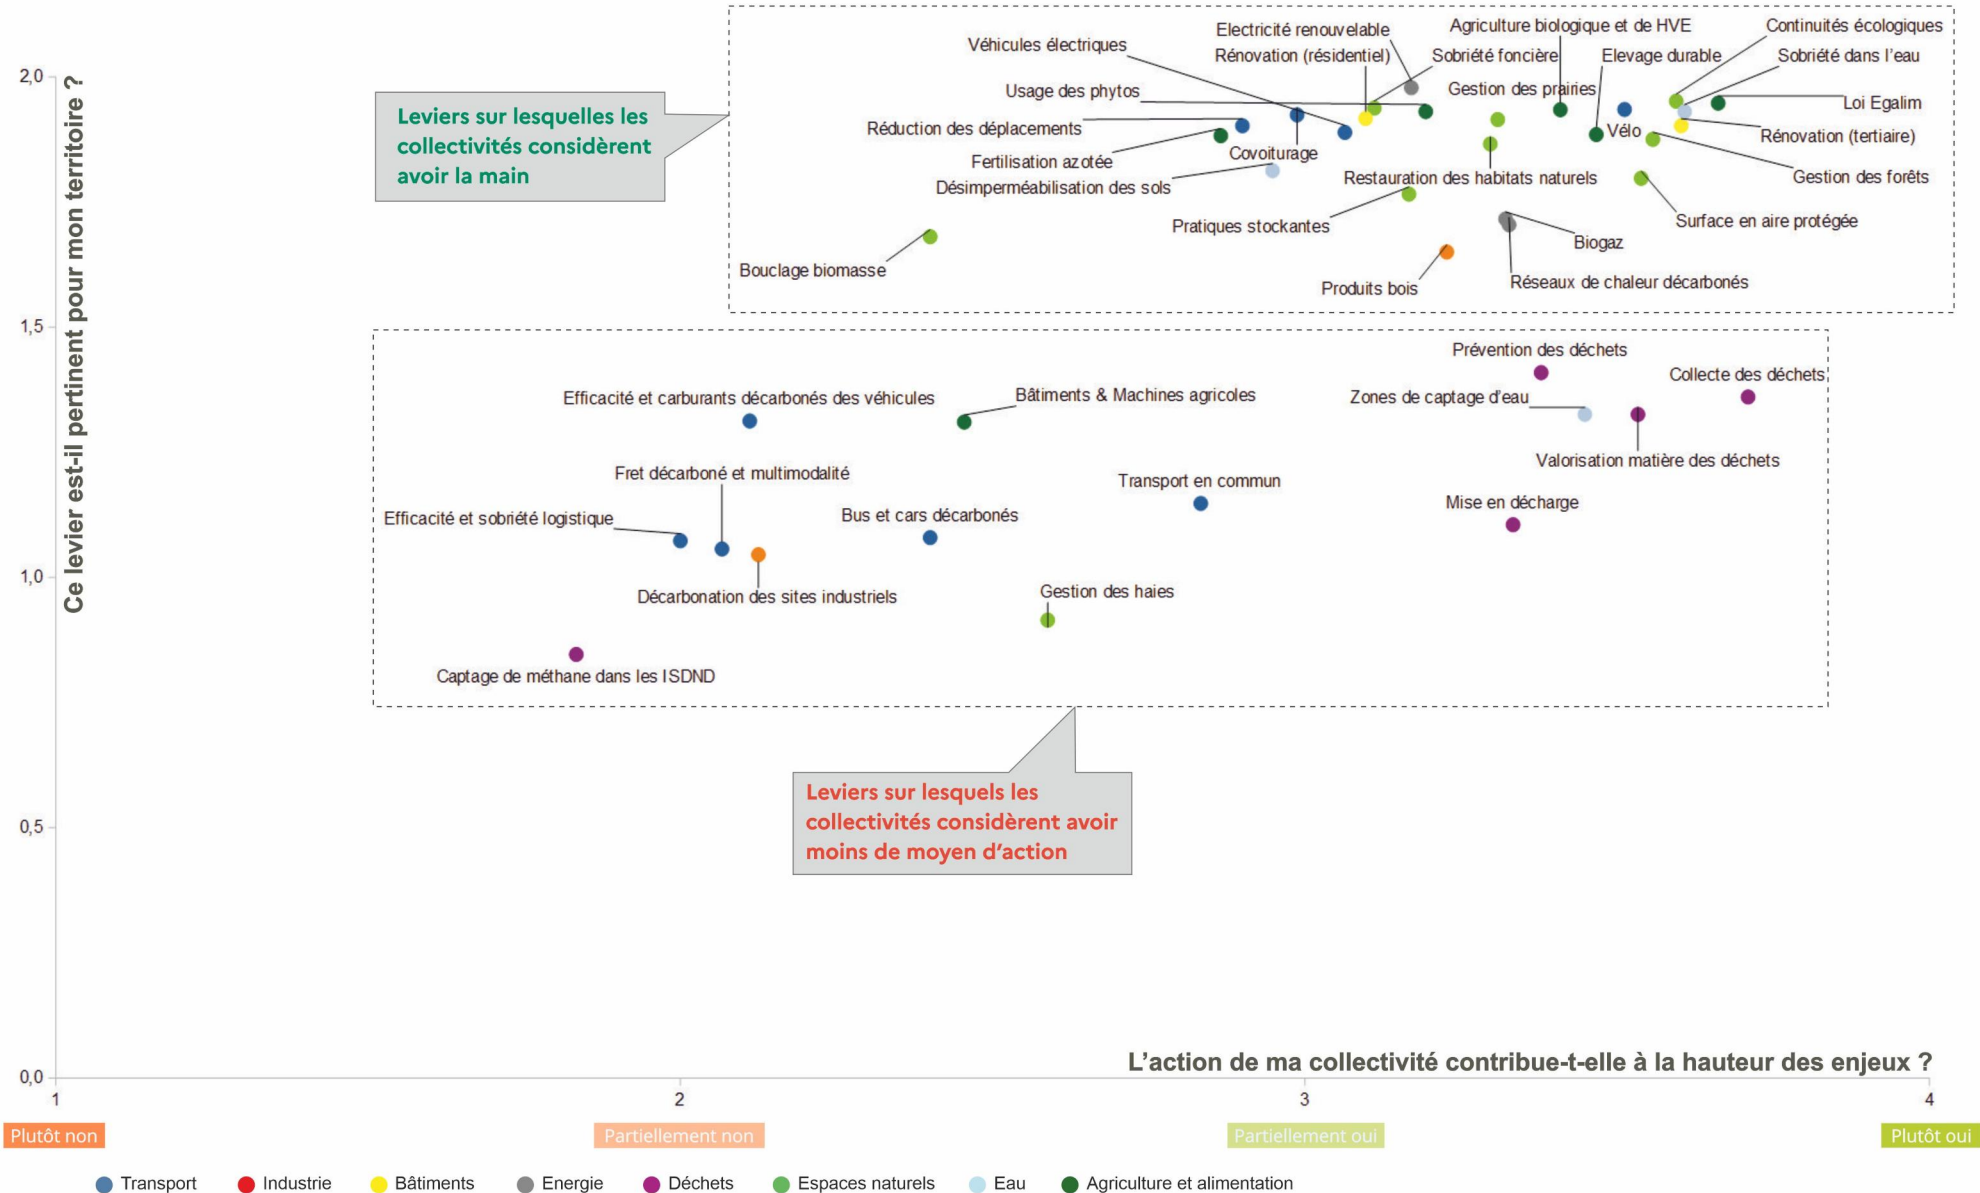 Electricité renouvelable
Agriculture biologique et de HVE
Continuités écologiques
Véhicules électriques
Rénovation (résidentiel)
Sobriété foncière
Elevage durable
Sobriété dans l'eau
2,0
Usage des phytos
Gestion des prairies
Loi Egalim
Leviers sur lesquelles les
collectivités considèrent
avoir la main
Réduction des déplacements
Vélo
Rénovation (tertiaire)
Fertilisation azotée
Covoiturage
Désimperméabilisation des sols
Restauration des habitats naturels
Gestion des forêts
Pratiques stockantes
Surface en aire protégée
Biogaz
Bouclage biomasse
Produits bois
Réseaux de chaleur décarbonés
Ce levier est-il pertinent pour mon territoire ?
1,5
Prévention des déchets
Collecte des déchets
Efficacité et carburants décarbonés des véhicules
Bâtiments & Machines agricoles
Zones de captage d'eau
Valorisation matière des déchets
Fret décarboné et multimodalité
Transport en commun
Mise en décharge
Efficacité et sobriété logistique
Bus et cars décarbonés
1,0
Décarbonation des sites industriels
Gestion des haies
Captage de méthane dans les ISDND
Leviers sur lesquels les
collectivités considèrent avoir
moins de moyen d'action
0,5
L'action de ma collectivité contribue-t-elle à la hauteur des enjeux ?
0,0
1
2
3
4
Plutôt non
Partiellement non
Partiellement oui
Plutôt oui
Transport
Industrie
Bâtiments
Energie
Déchets
Espaces naturels
Eau
Agriculture et alimentation